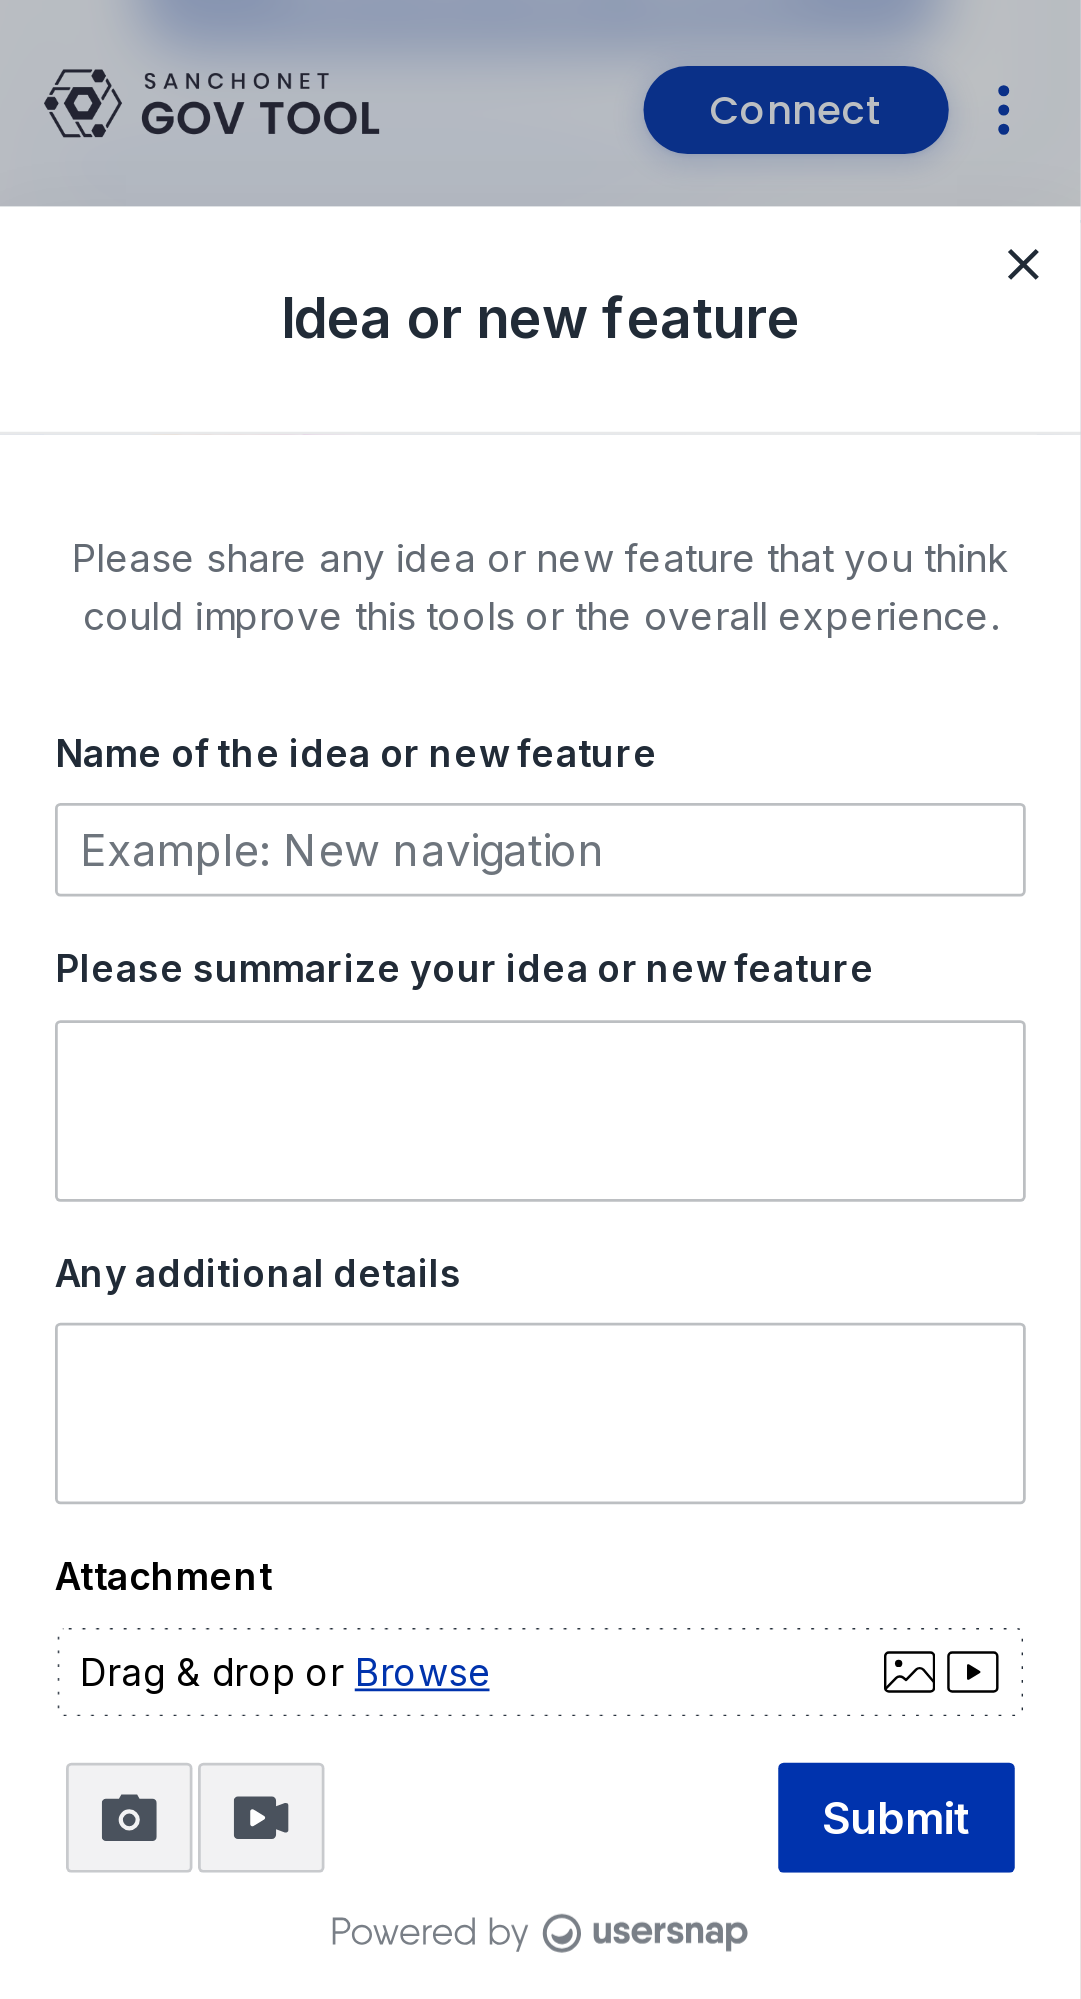 SANCHONET
GOV TOOL
Connect
Idea or new feature
Please share any idea or new feature that you think
could improve this tools or the overall experience.
Name of the idea or new feature
Example: New navigation
Please summarize your idea or new feature
Any additional details
Attachment
Drag & drop or Browse
Submit
Powered by usersnap